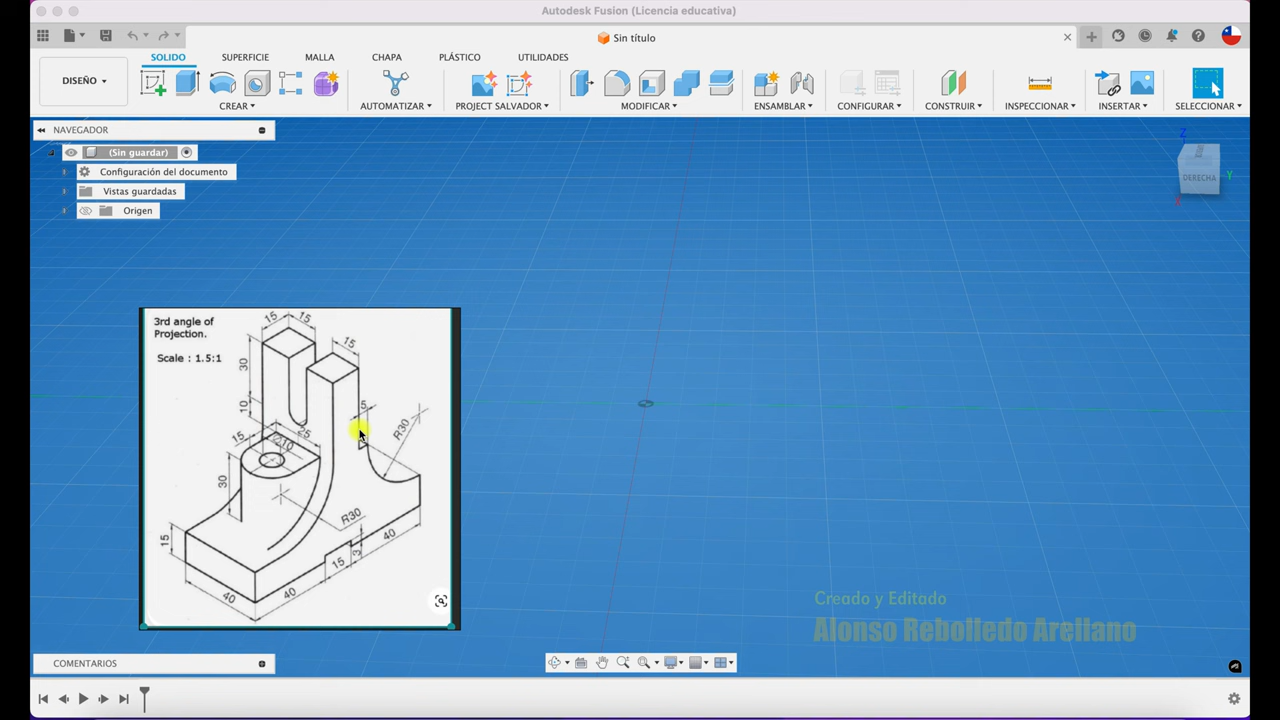 Autodesk Fusion (Licencia educativa)
Sin título
DISEÑO
SOLIDO SUPERFICIE MALLA CHAPA PLÁSTICO UTILIDADES
CREAR AUTOMATIZAR PROJECT SALVADOR MODIFICAR ENSAMBLAR CONFIGURAR CONSTRUIR INSPECCIONAR INSERTAR SELECCIONAR
NAVEGADOR
(Sin guardar)
Configuración del documento
Vistas guardadas
Origen
Z
DERECHA
Y
X
3rd angle of
Projection.
Scale : 1.5:1
15
15
15
30
10
5
R30
25
15
∅10
30
R30
15
40
40
15
3
40
Creado y Editado
Alonso Rebolledo Arellano
COMENTARIOS